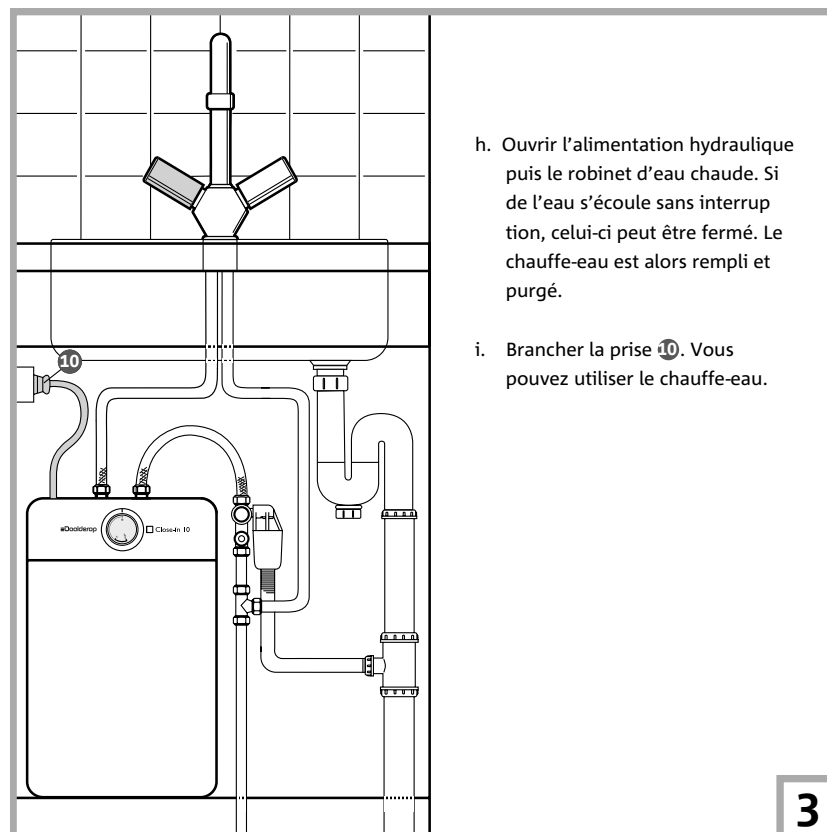 h. Ouvrir l’alimentation hydraulique
puis le robinet d’eau chaude. Si
de l’eau s’écoule sans interrup
tion, celui-ci peut être fermé. Le
chauffe-eau est alors rempli et
purgé.
i. Brancher la prise 10. Vous
pouvez utiliser le chauffe-eau.
10
Close-in 10
3